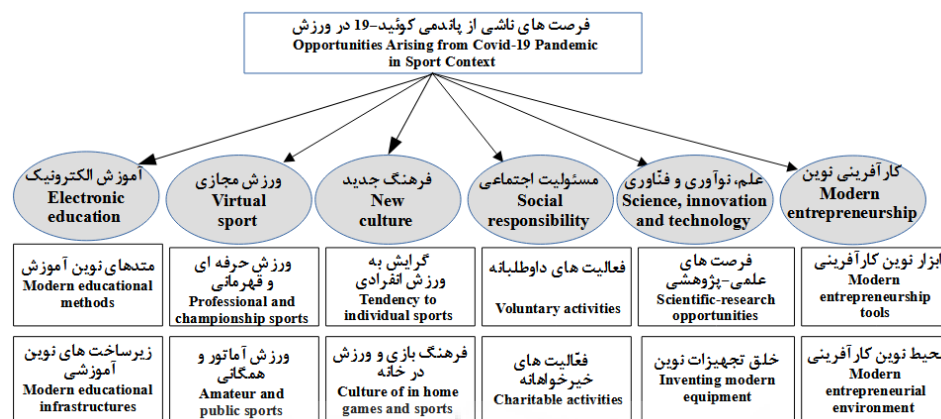 فرصت های ناشی از پاندمی کوئید-19 در ورزش
Opportunities Arising from Covid-19 Pandemic
in Sport Context
آموزش الکترونیک
Electronic
education
ورزش مجازی
Virtual
sport
فرهنگ جدید
New
culture
مسئولیت اجتماعی
Social
responsibility
علم، نوآوری و فنّاوری
Science, innovation
and technology
کارآفرینی نوین
Modern
entrepreneurship
متدهای نوین آموزش
Modern educational
methods
ورزش حرفه ای
و قهرمانی
Professional and
championship sports
گرایش به
ورزش انفرادی
Tendency to
individual sports
فعالیت های داوطلبانه
Voluntary activities
فرصت های
علمی-پژوهشی
Scientific-research
opportunities
ابزار نوین کارآفرینی
Modern
entrepreneurship
tools
زیرساخت های نوین
آموزشی
Modern educational
infrastructures
ورزش آماتور و
همگانی
Amateur and
public sports
فرهنگ بازی و ورزش
در خانه
Culture of in home
games and sports
فعّالیت های
خیرخواهانه
Charitable activities
خلق تجهیزات نوین
Inventing modern
equipment
محیط نوین کارآفرینی
Modern
entrepreneurial
environment